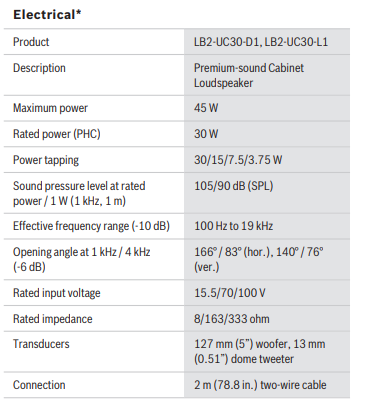 Electrical*
Product LB2-UC30-D1, LB2-UC30-L1
Description Premium-sound Cabinet
Loudspeaker
Maximum power 45 W
Rated power (PHC) 30 W
Power tapping 30/15/7.5/3.75 W
Sound pressure level at rated 105/90 dB (SPL)
power / 1 W (1 kHz, 1 m)
Effective frequency range (-10 dB) 100 Hz to 19 kHz
Opening angle at 1 kHz / 4 kHz 166° / 83° (hor.), 140° / 76°
(-6 dB) (ver.)
Rated input voltage 15.5/70/100 V
Rated impedance 8/163/333 ohm
Transducers 127 mm (5”) woofer, 13 mm
(0.51”) dome tweeter
Connection 2 m (78.8 in.) two-wire cable